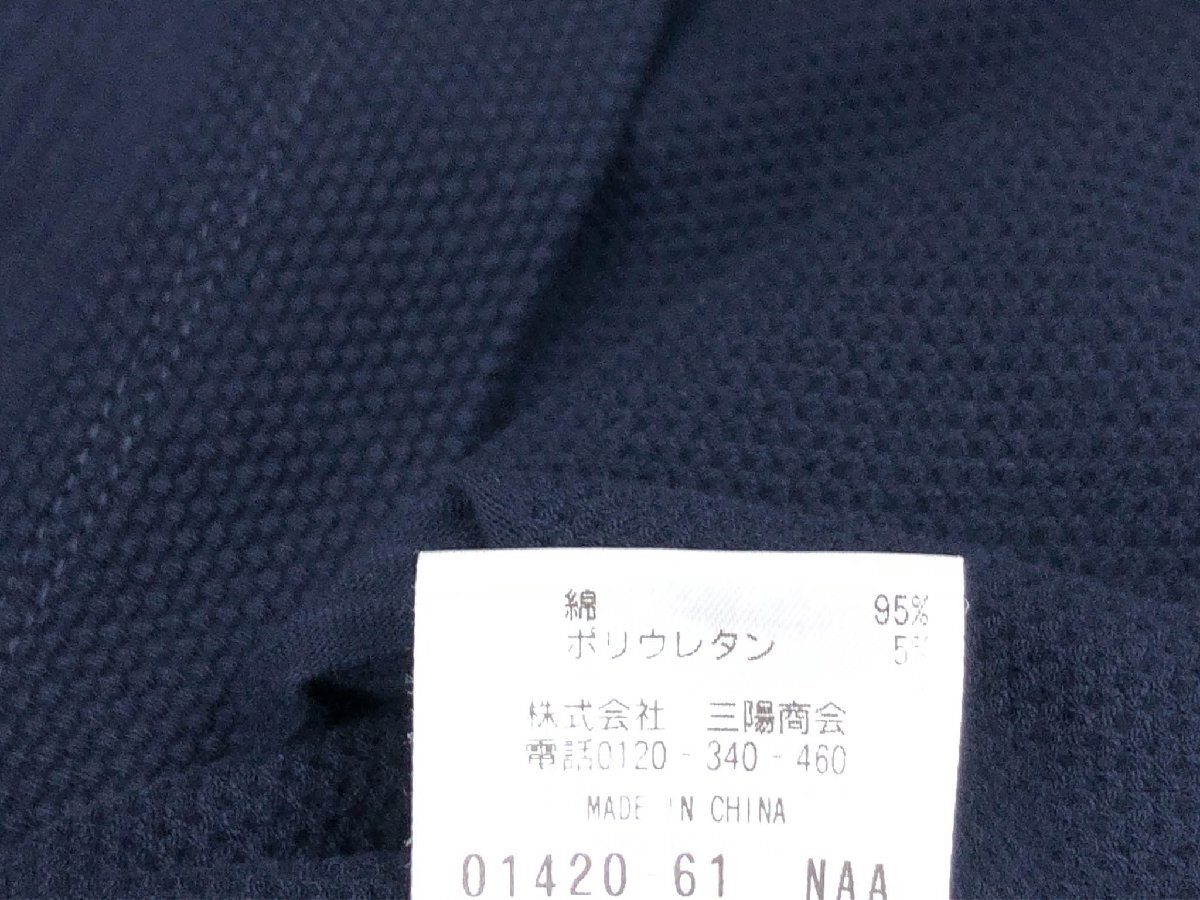 綿 95%
ポリウレタン 5%
株式会社 三陽商会
電話0120-340-460
MADE IN CHINA
01420 61 NAA